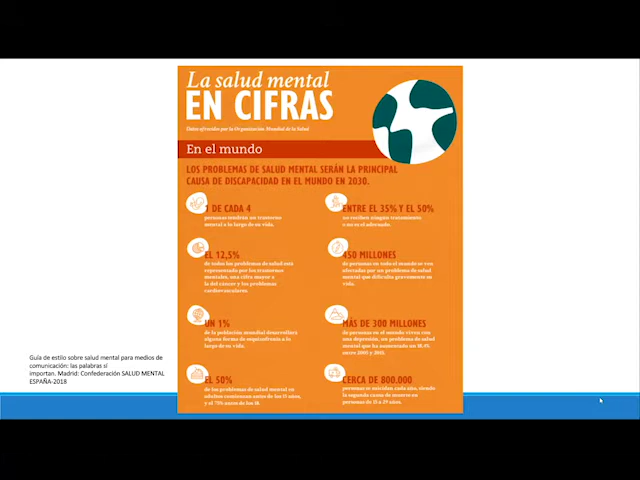 La salud mental
EN CIFRAS
Datos ofrecidos por la Organización Mundial de la Salud
En el mundo
LOS PROBLEMAS DE SALUD MENTAL SERÁN LA PRINCIPAL
CAUSA DE DISCAPACIDAD EN EL MUNDO EN 2030.
1 DE CADA 4
personas tendrán un trastorno
mental a lo largo de su vida.
EL 12,5%
de todos los problemas de salud está
representado por los trastornos
mentales, una cifra mayor a
la del cáncer y los problemas
cardiovasculares.
UN 1%
de la población mundial desarrollará
alguna forma de esquizofrenia a lo
largo de su vida.
EL 50%
de los problemas de salud mental en
adultos comienzan antes de los 15 años,
y el 75% antes de los 18.
ENTRE EL 35% Y EL 50%
no reciben ningún tratamiento
o no es el adecuado.
450 MILLONES
de personas en todo el mundo se ven
afectadas por un problema de salud
mental que dificulta gravemente su
vida.
MÁS DE 300 MILLONES
de personas en el mundo viven con
una depresión, un problema de salud
mental que ha aumentado un 18,4%
entre 2005 y 2015.
CERCA DE 800.000
personas se suicidan cada año, siendo
la segunda causa de muerte en
personas de 15 a 29 años.
Guía de estilo sobre salud mental para medios de
comunicación: las palabras sí
importan. Madrid: Confederación SALUD MENTAL
ESPAÑA-2018